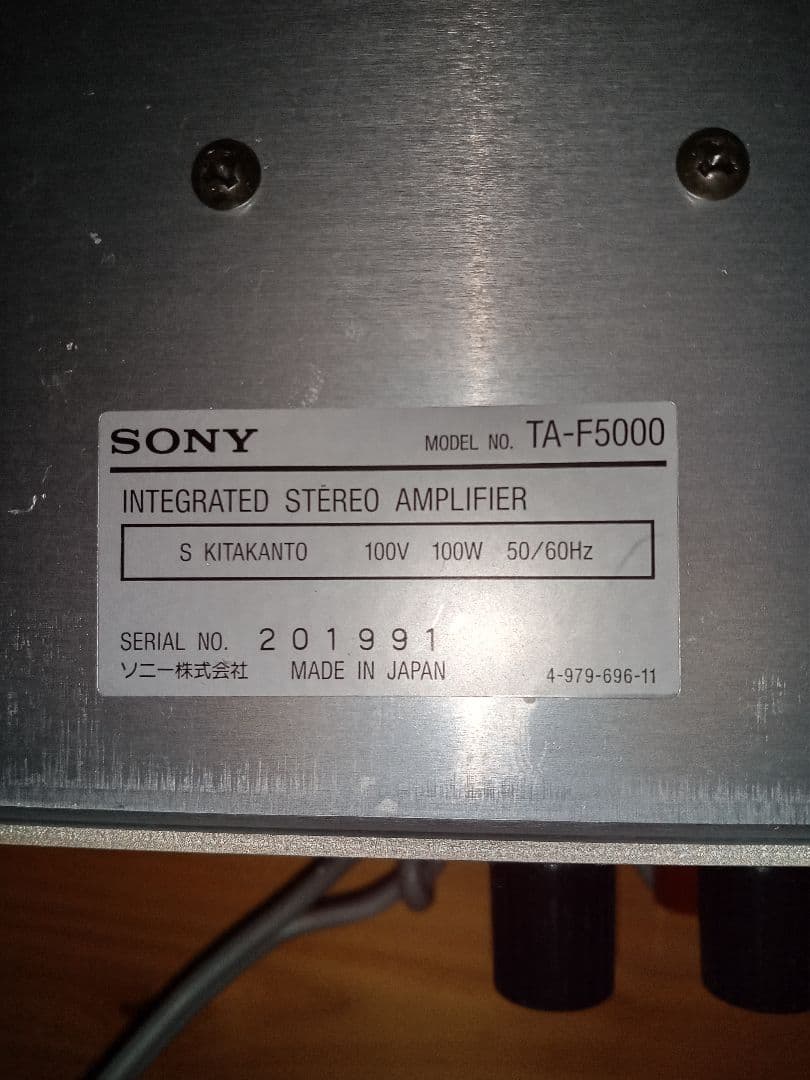 SONY MODEL NO. TA-F5000
INTEGRATED STEREO AMPLIFIER
S KITAKANTO 100V 100W 50/60Hz
SERIAL NO. 201991
ソニー株式会社 MADE IN JAPAN 4-979-696-11